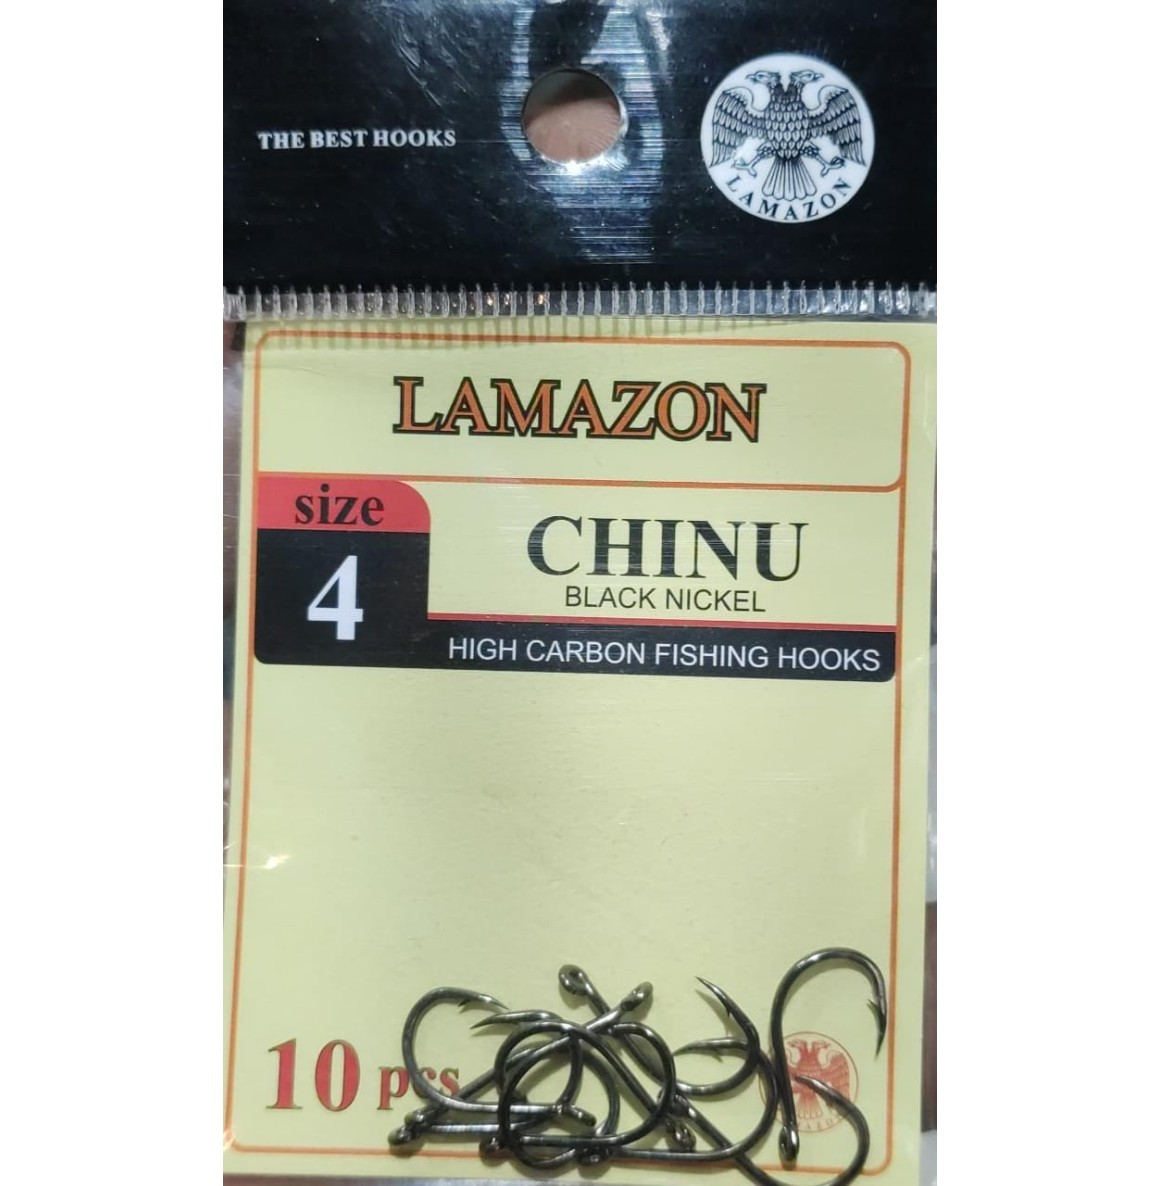 THE BEST HOOKS
LAMAZON
LAMAZON
size
4
CHINU
BLACK NICKEL
HIGH CARBON FISHING HOOKS
10 pcs